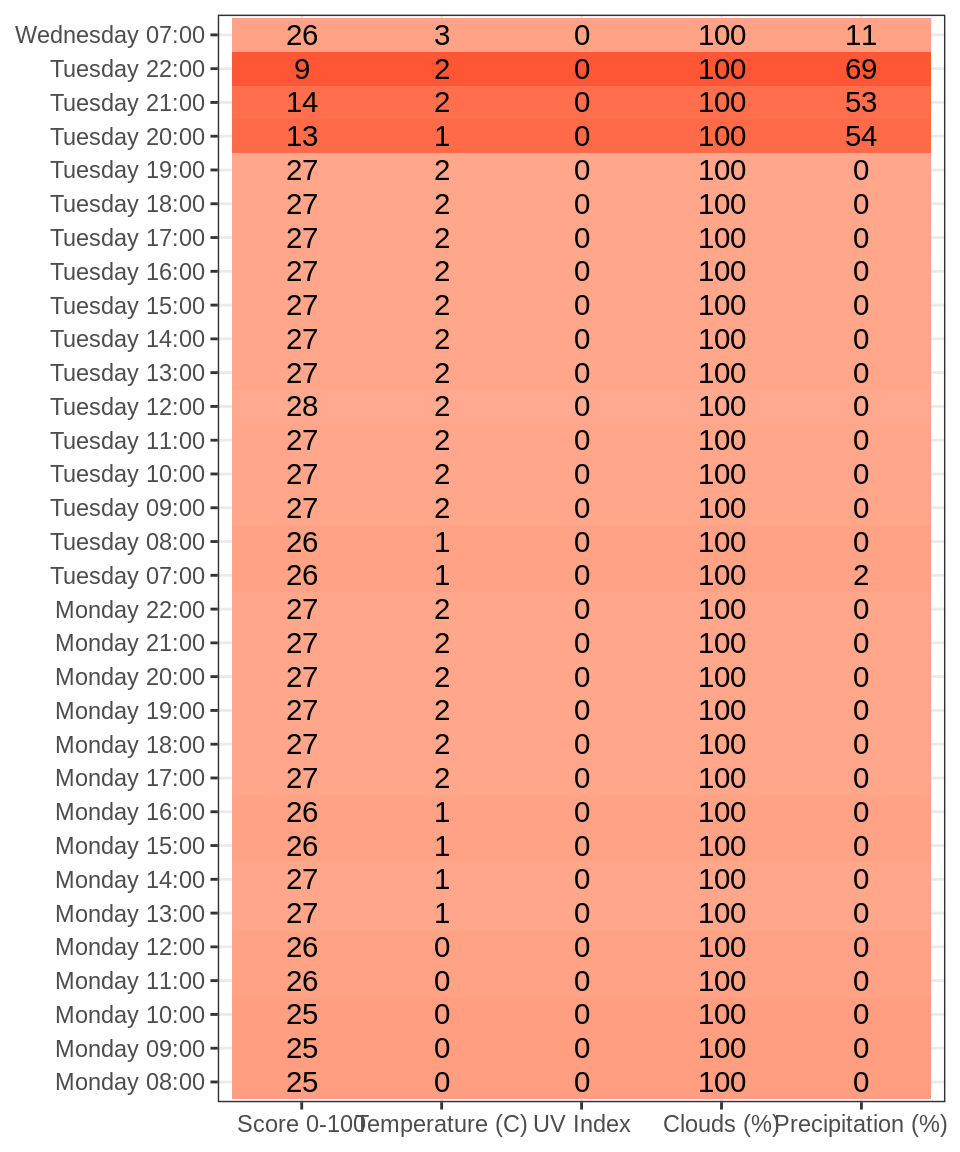 Wednesday 07:00 26 3 0 100 11
Tuesday 22:00 9 2 0 100 69
Tuesday 21:00 14 2 0 100 53
Tuesday 20:00 13 1 0 100 54
Tuesday 19:00 27 2 0 100 0
Tuesday 18:00 27 2 0 100 0
Tuesday 17:00 27 2 0 100 0
Tuesday 16:00 27 2 0 100 0
Tuesday 15:00 27 2 0 100 0
Tuesday 14:00 27 2 0 100 0
Tuesday 13:00 27 2 0 100 0
Tuesday 12:00 28 2 0 100 0
Tuesday 11:00 27 2 0 100 0
Tuesday 10:00 27 2 0 100 0
Tuesday 09:00 27 2 0 100 0
Tuesday 08:00 26 1 0 100 0
Tuesday 07:00 26 1 0 100 2
Monday 22:00 27 2 0 100 0
Monday 21:00 27 2 0 100 0
Monday 20:00 27 2 0 100 0
Monday 19:00 27 2 0 100 0
Monday 18:00 27 2 0 100 0
Monday 17:00 27 2 0 100 0
Monday 16:00 26 1 0 100 0
Monday 15:00 26 1 0 100 0
Monday 14:00 27 1 0 100 0
Monday 13:00 27 1 0 100 0
Monday 12:00 26 0 0 100 0
Monday 11:00 26 0 0 100 0
Monday 10:00 25 0 0 100 0
Monday 09:00 25 0 0 100 0
Monday 08:00 25 0 0 100 0
Score 0-100 Temperature (C) UV Index Clouds (%) Precipitation (%)